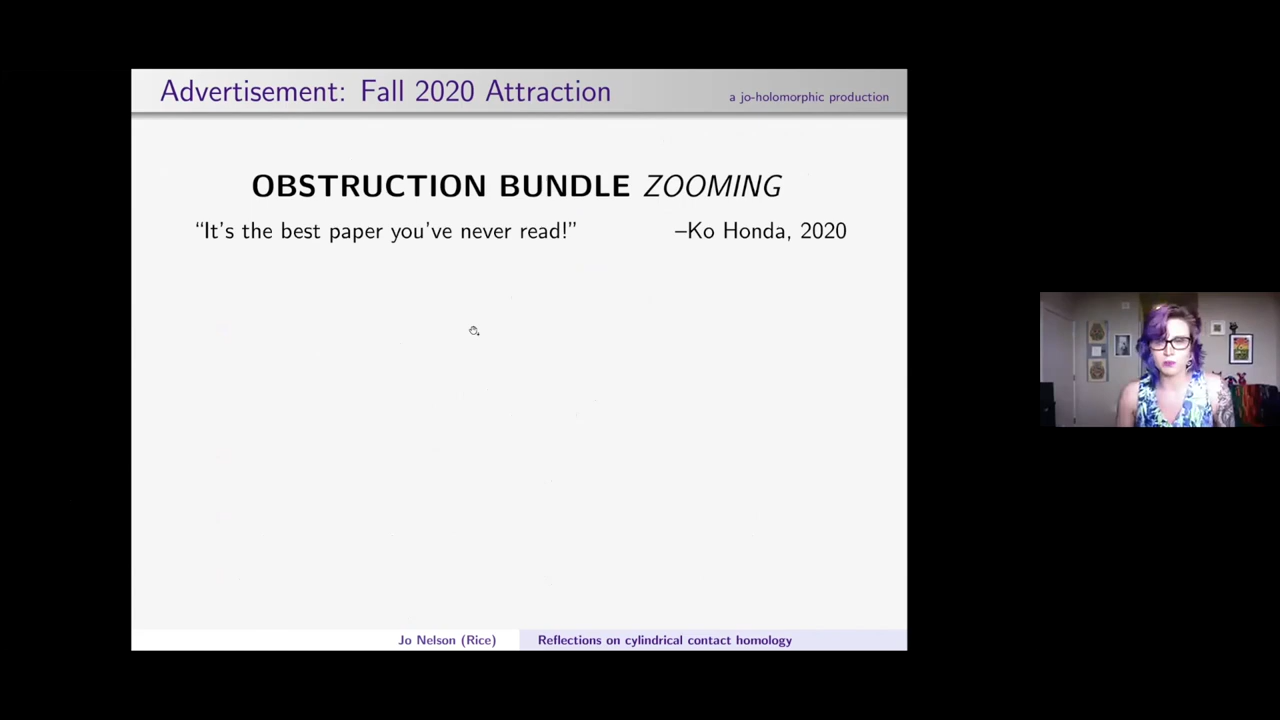 Advertisement: Fall 2020 Attraction
a jo-holomorphic production
OBSTRUCTION BUNDLE ZOOMING
“It’s the best paper you’ve never read!” –Ko Honda, 2020
Jo Nelson (Rice)
Reflections on cylindrical contact homology